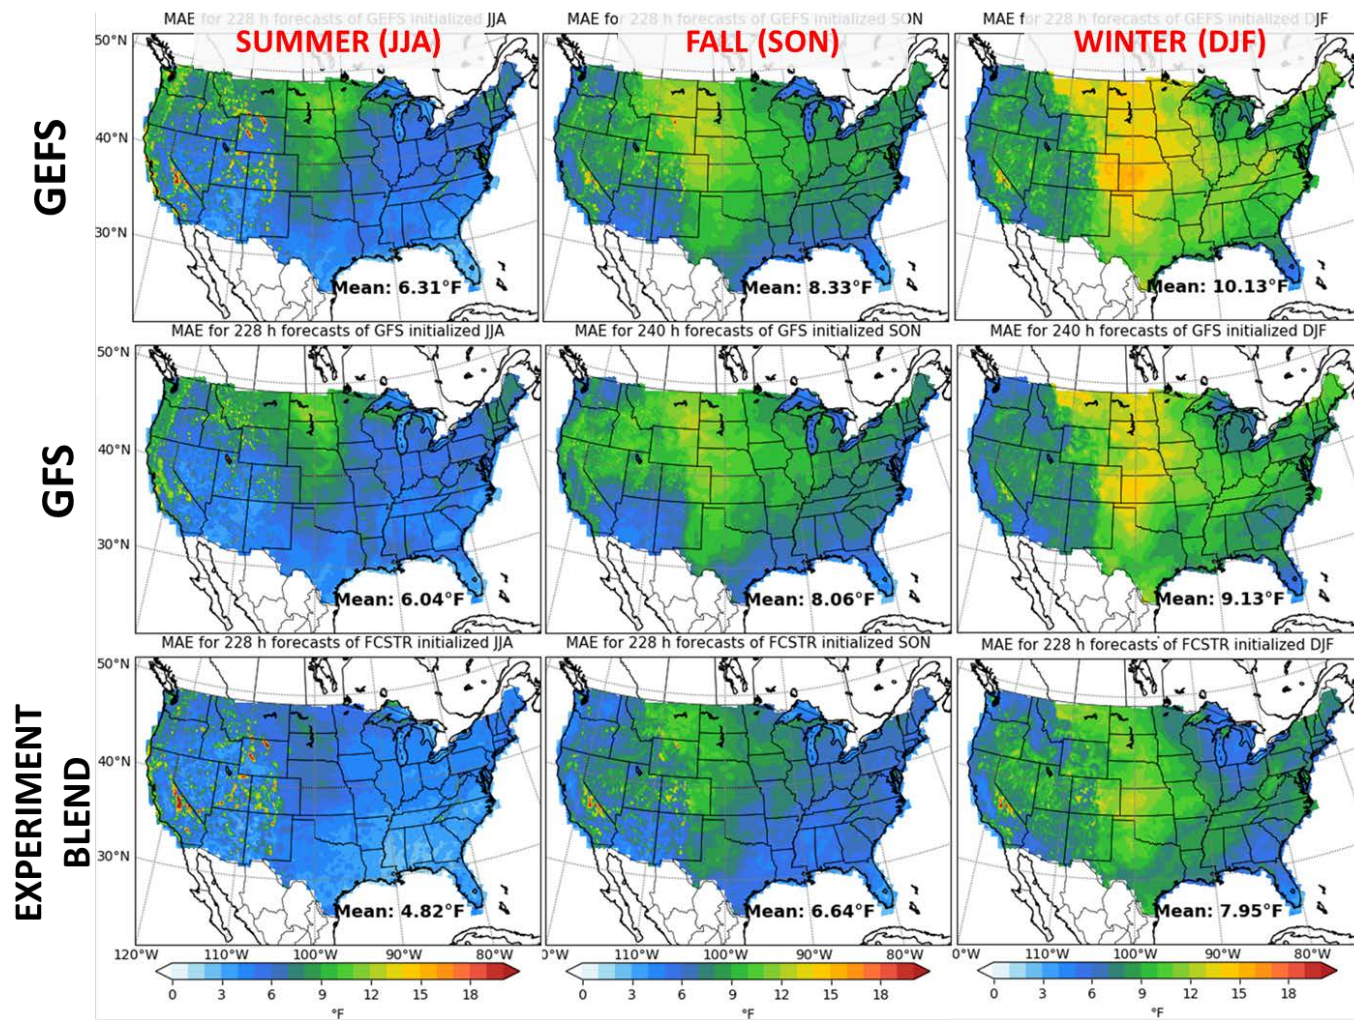 MAE for 228 h forecasts of GEFS initialized JJA
MAE for 228 h forecasts of GEFS initialized SON
MAE for 228 h forecasts of GEFS initialized DJF
SUMMER (JJA)
FALL (SON)
WINTER (DJF)
GEFS
50°N
40°N
30°N
Mean: 6.31°F
Mean: 8.33°F
Mean: 10.13°F
MAE for 228 h forecasts of GFS initialized JJA
MAE for 240 h forecasts of GFS initialized SON
MAE for 240 h forecasts of GFS initialized DJF
GFS
50°N
40°N
30°N
Mean: 6.04°F
Mean: 8.06°F
Mean: 9.13°F
MAE for 228 h forecasts of FCSTR initialized JJA
MAE for 228 h forecasts of FCSTR initialized SON
MAE for 228 h forecasts of FCSTR initialized DJF
EXPERIMENT
BLEND
50°N
40°N
30°N
Mean: 4.82°F
Mean: 6.64°F
Mean: 7.95°F
120°W 110°W 100°W 90°W 80°W
0°W 110°W 100°W 90°W 80°W
0°W 110°W 100°W 90°W 80°W
0 3 6 9 12 15 18
0 3 6 9 12 15 18
0 3 6 9 12 15 18
°F
°F
°F